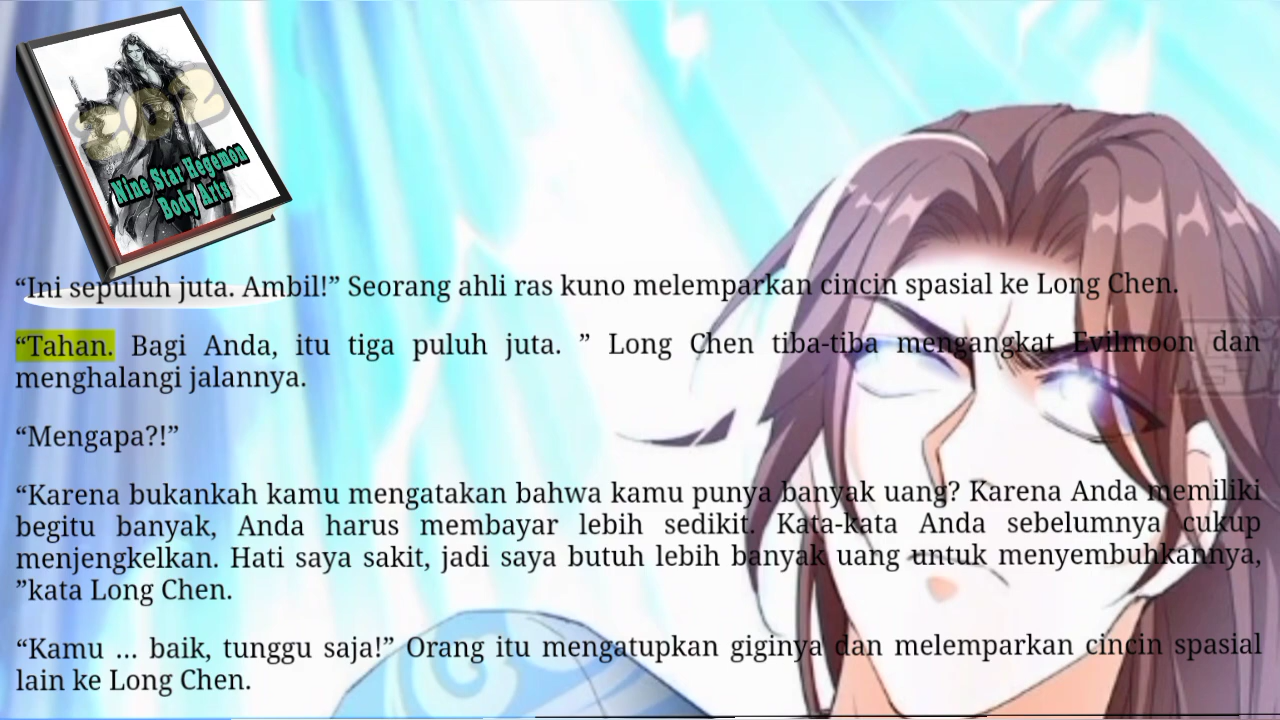 202
Nine Star Hegemon
Body Arts
“Ini sepuluh juta. Ambil!” Seorang ahli ras kuno melemparkan cincin spasial ke Long Chen.
“Tahan. Bagi Anda, itu tiga puluh juta. ” Long Chen tiba-tiba mengangkat Evilmoon dan
menghalangi jalannya.
“Mengapa?!”
“Karena bukankah kamu mengatakan bahwa kamu punya banyak uang? Karena Anda memiliki
begitu banyak, Anda harus membayar lebih sedikit. Kata-kata Anda sebelumnya cukup
menjengkelkan. Hati saya sakit, jadi saya butuh lebih banyak uang untuk menyembuhkannya,
”kata Long Chen.
“Kamu ... baik, tunggu saja!” Orang itu mengatupkan giginya dan melemparkan cincin spasial
lain ke Long Chen.